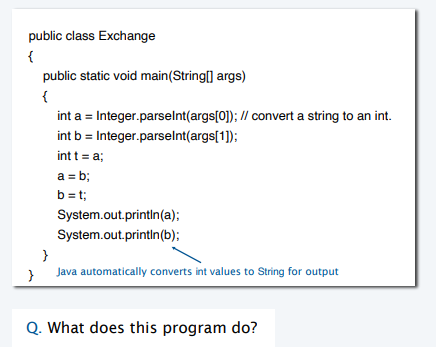 public class Exchange
{
public static void main(String[] args)
{
int a = Integer.parseInt(args[0]); // convert a string to an int.
int b = Integer.parseInt(args[1]);
int t = a;
a = b;
b = t;
System.out.println(a);
System.out.println(b);
}
}
Java automatically converts int values to String for output
Q. What does this program do?